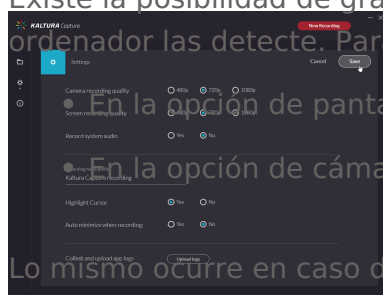 Existe la posibilidad de gra
KALTURA Capture
New Recording
ordenador las detecte. Par
Settings
Cancel
Save
Camera recording quality
480p
720p
1080p
En la opción de panta
Screen recording quality
Record system audio
Yes
No
En la opción de cáma
Kaltura Capture recording
Highlight Cursor
Yes
No
Auto minimize when recording:
Yes
No
Collect and upload app logs
Upload logs
Lo mismo ocurre en caso d